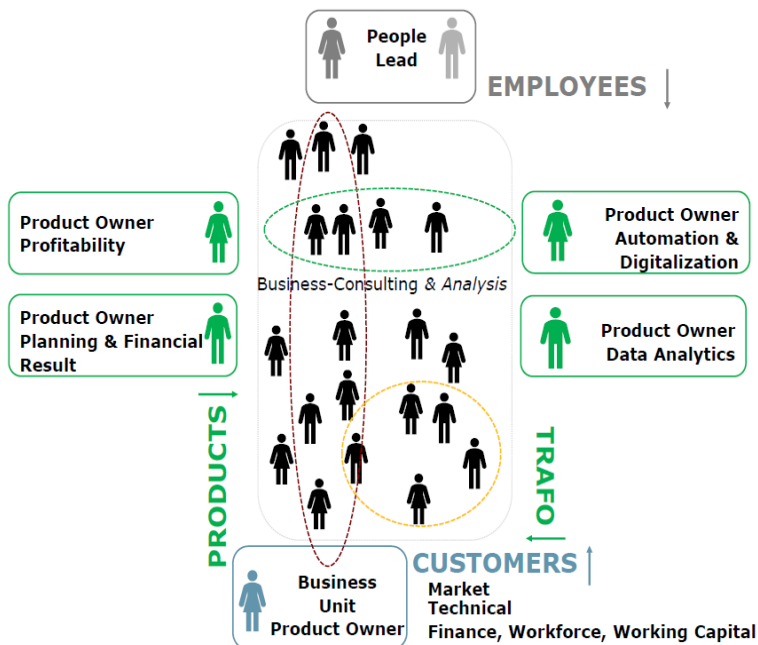 People
Lead
EMPLOYEES
Product Owner
Profitability
Product Owner
Automation &
Digitalization
Business-Consulting & Analysis
Product Owner
Planning & Financial
Result
Product Owner
Data Analytics
PRODUCTS
TRAFO
CUSTOMERS
Business
Unit
Product Owner
Market
Technical
Finance, Workforce, Working Capital